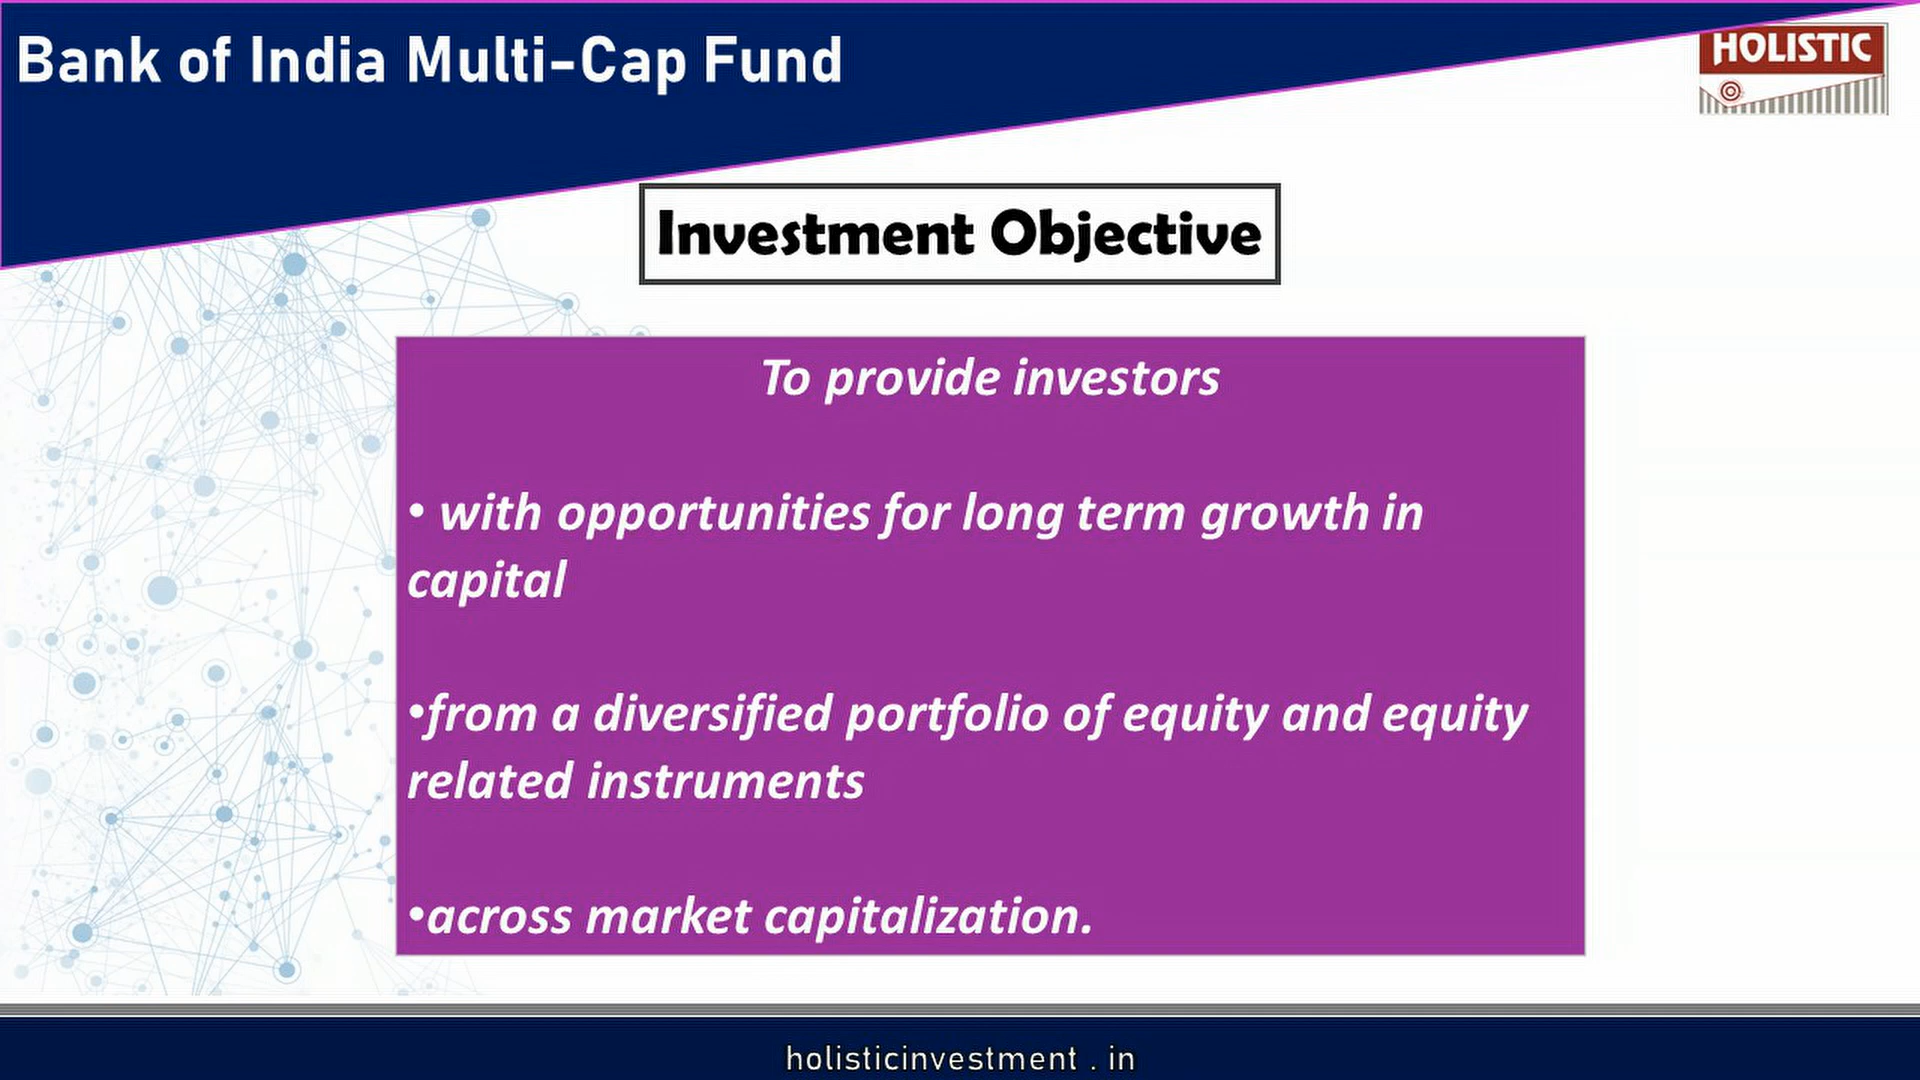 Bank of India Multi-Cap Fund
HOLISTIC
Investment Objective
To provide investors
• with opportunities for long term growth in
capital
•from a diversified portfolio of equity and equity
related instruments
•across market capitalization.
holisticinvestment . in